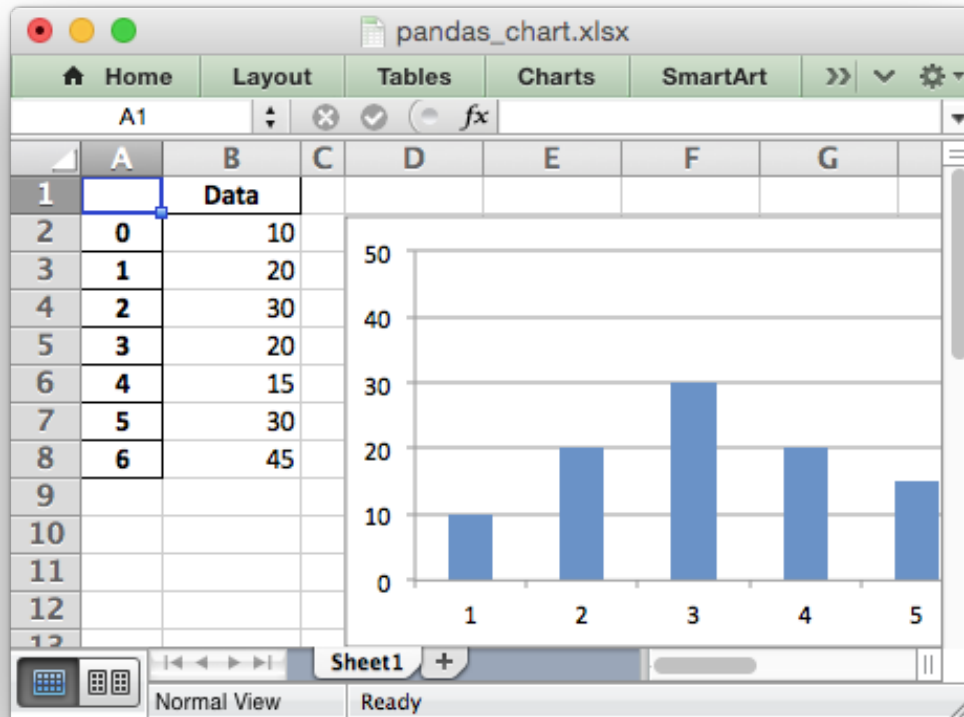 pandas_chart.xlsx
Home Layout Tables Charts SmartArt
A1 fx
A B C D E F G
1 Data
2 0 10
3 1 20
4 2 30
5 3 20
6 4 15
7 5 30
8 6 45
9
10
11
12
13
50
40
30
20
10
0
1 2 3 4 5
Sheet1 +
Normal View Ready